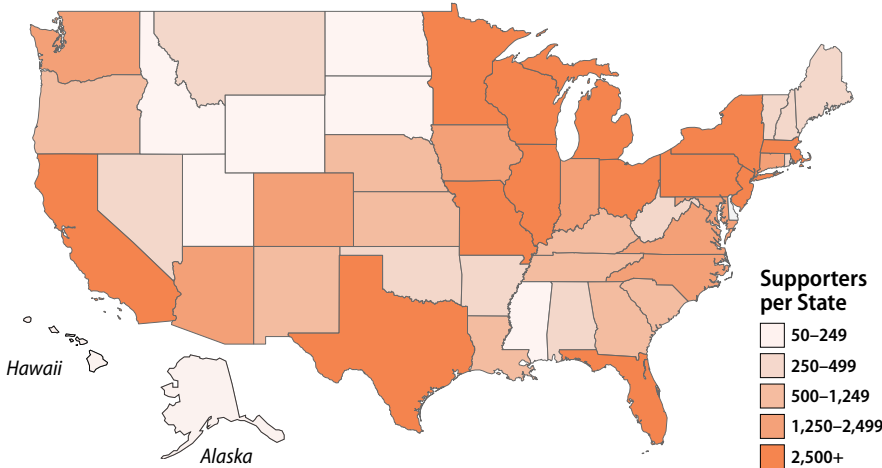 Supporters
per State
50–249
250–499
500–1,249
1,250–2,499
2,500+
Hawaii
Alaska